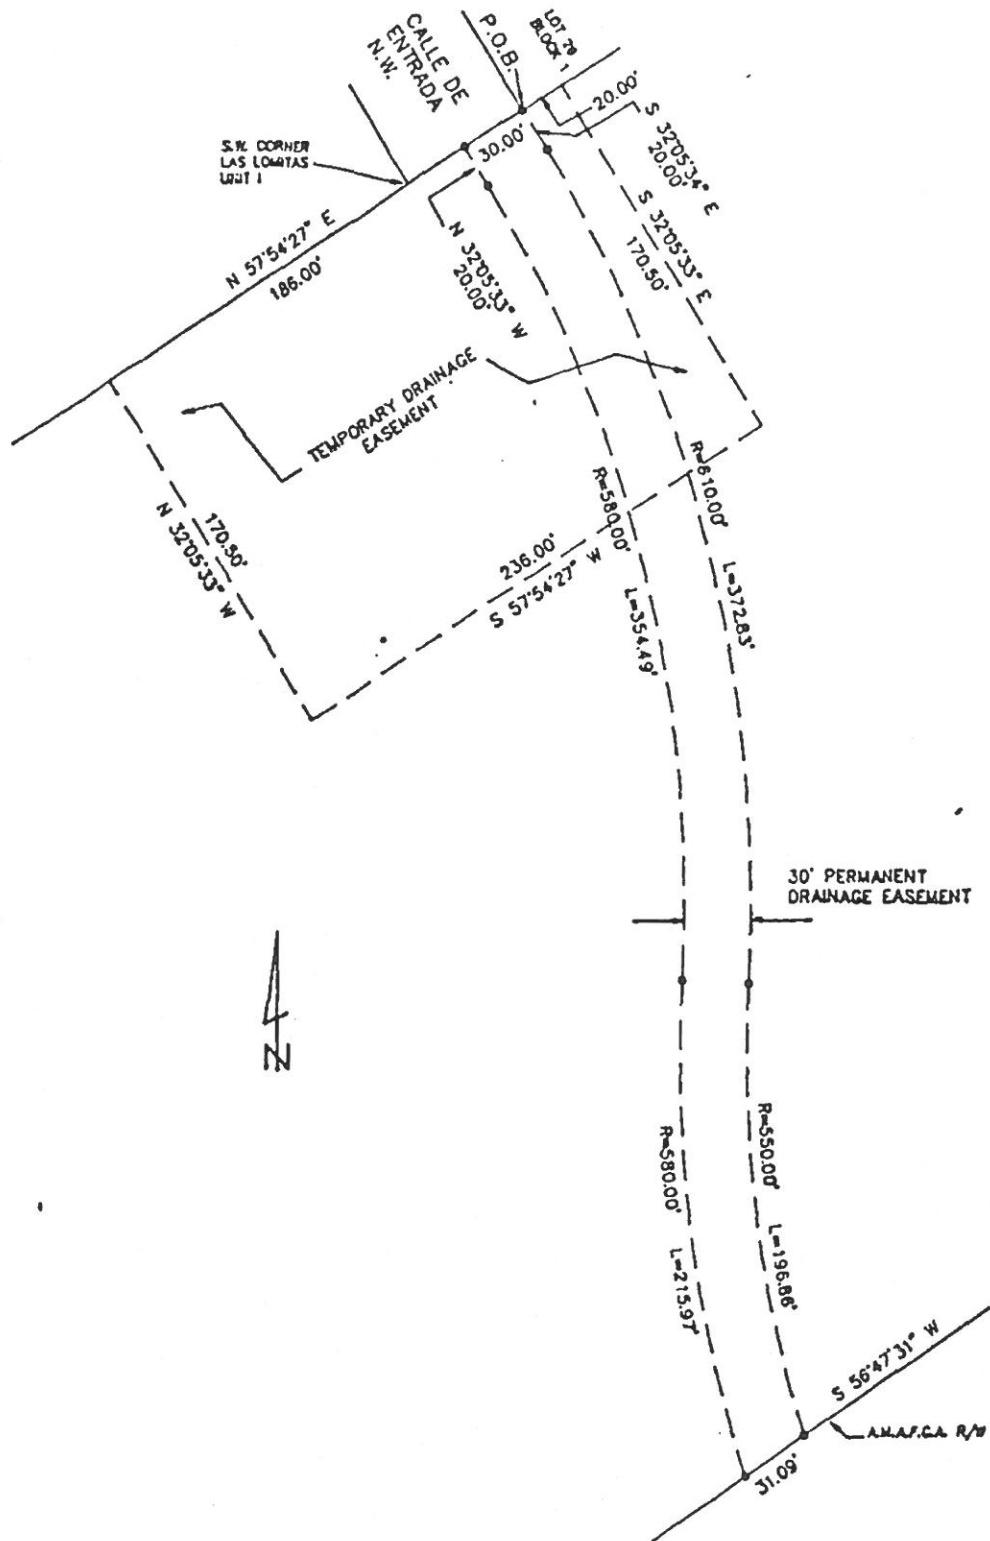 CALLE DE
ENTRADA
N.W.
P.O.B.
LOT 79
BLOCK 1
20.00'
S 32°05'34" E
20.00'
30.00'
S.W. CORNER
LAS LOMITAS
UNIT 1
N 57°54'27" E
186.00'
N 32°05'33" W
20.00'
S 32°05'33" E
170.50'
TEMPORARY DRAINAGE
EASEMENT
170.50'
N 32°05'33" W
236.00'
S 57°54'27" W
R=580.00'
L=354.49'
R=610.00'
L=372.83'
30' PERMANENT
DRAINAGE EASEMENT
N
R=580.00'
L=215.97'
R=550.00'
L=196.86'
S 56°47'31" W
A.M.A.F.C.A. R/W
31.09'